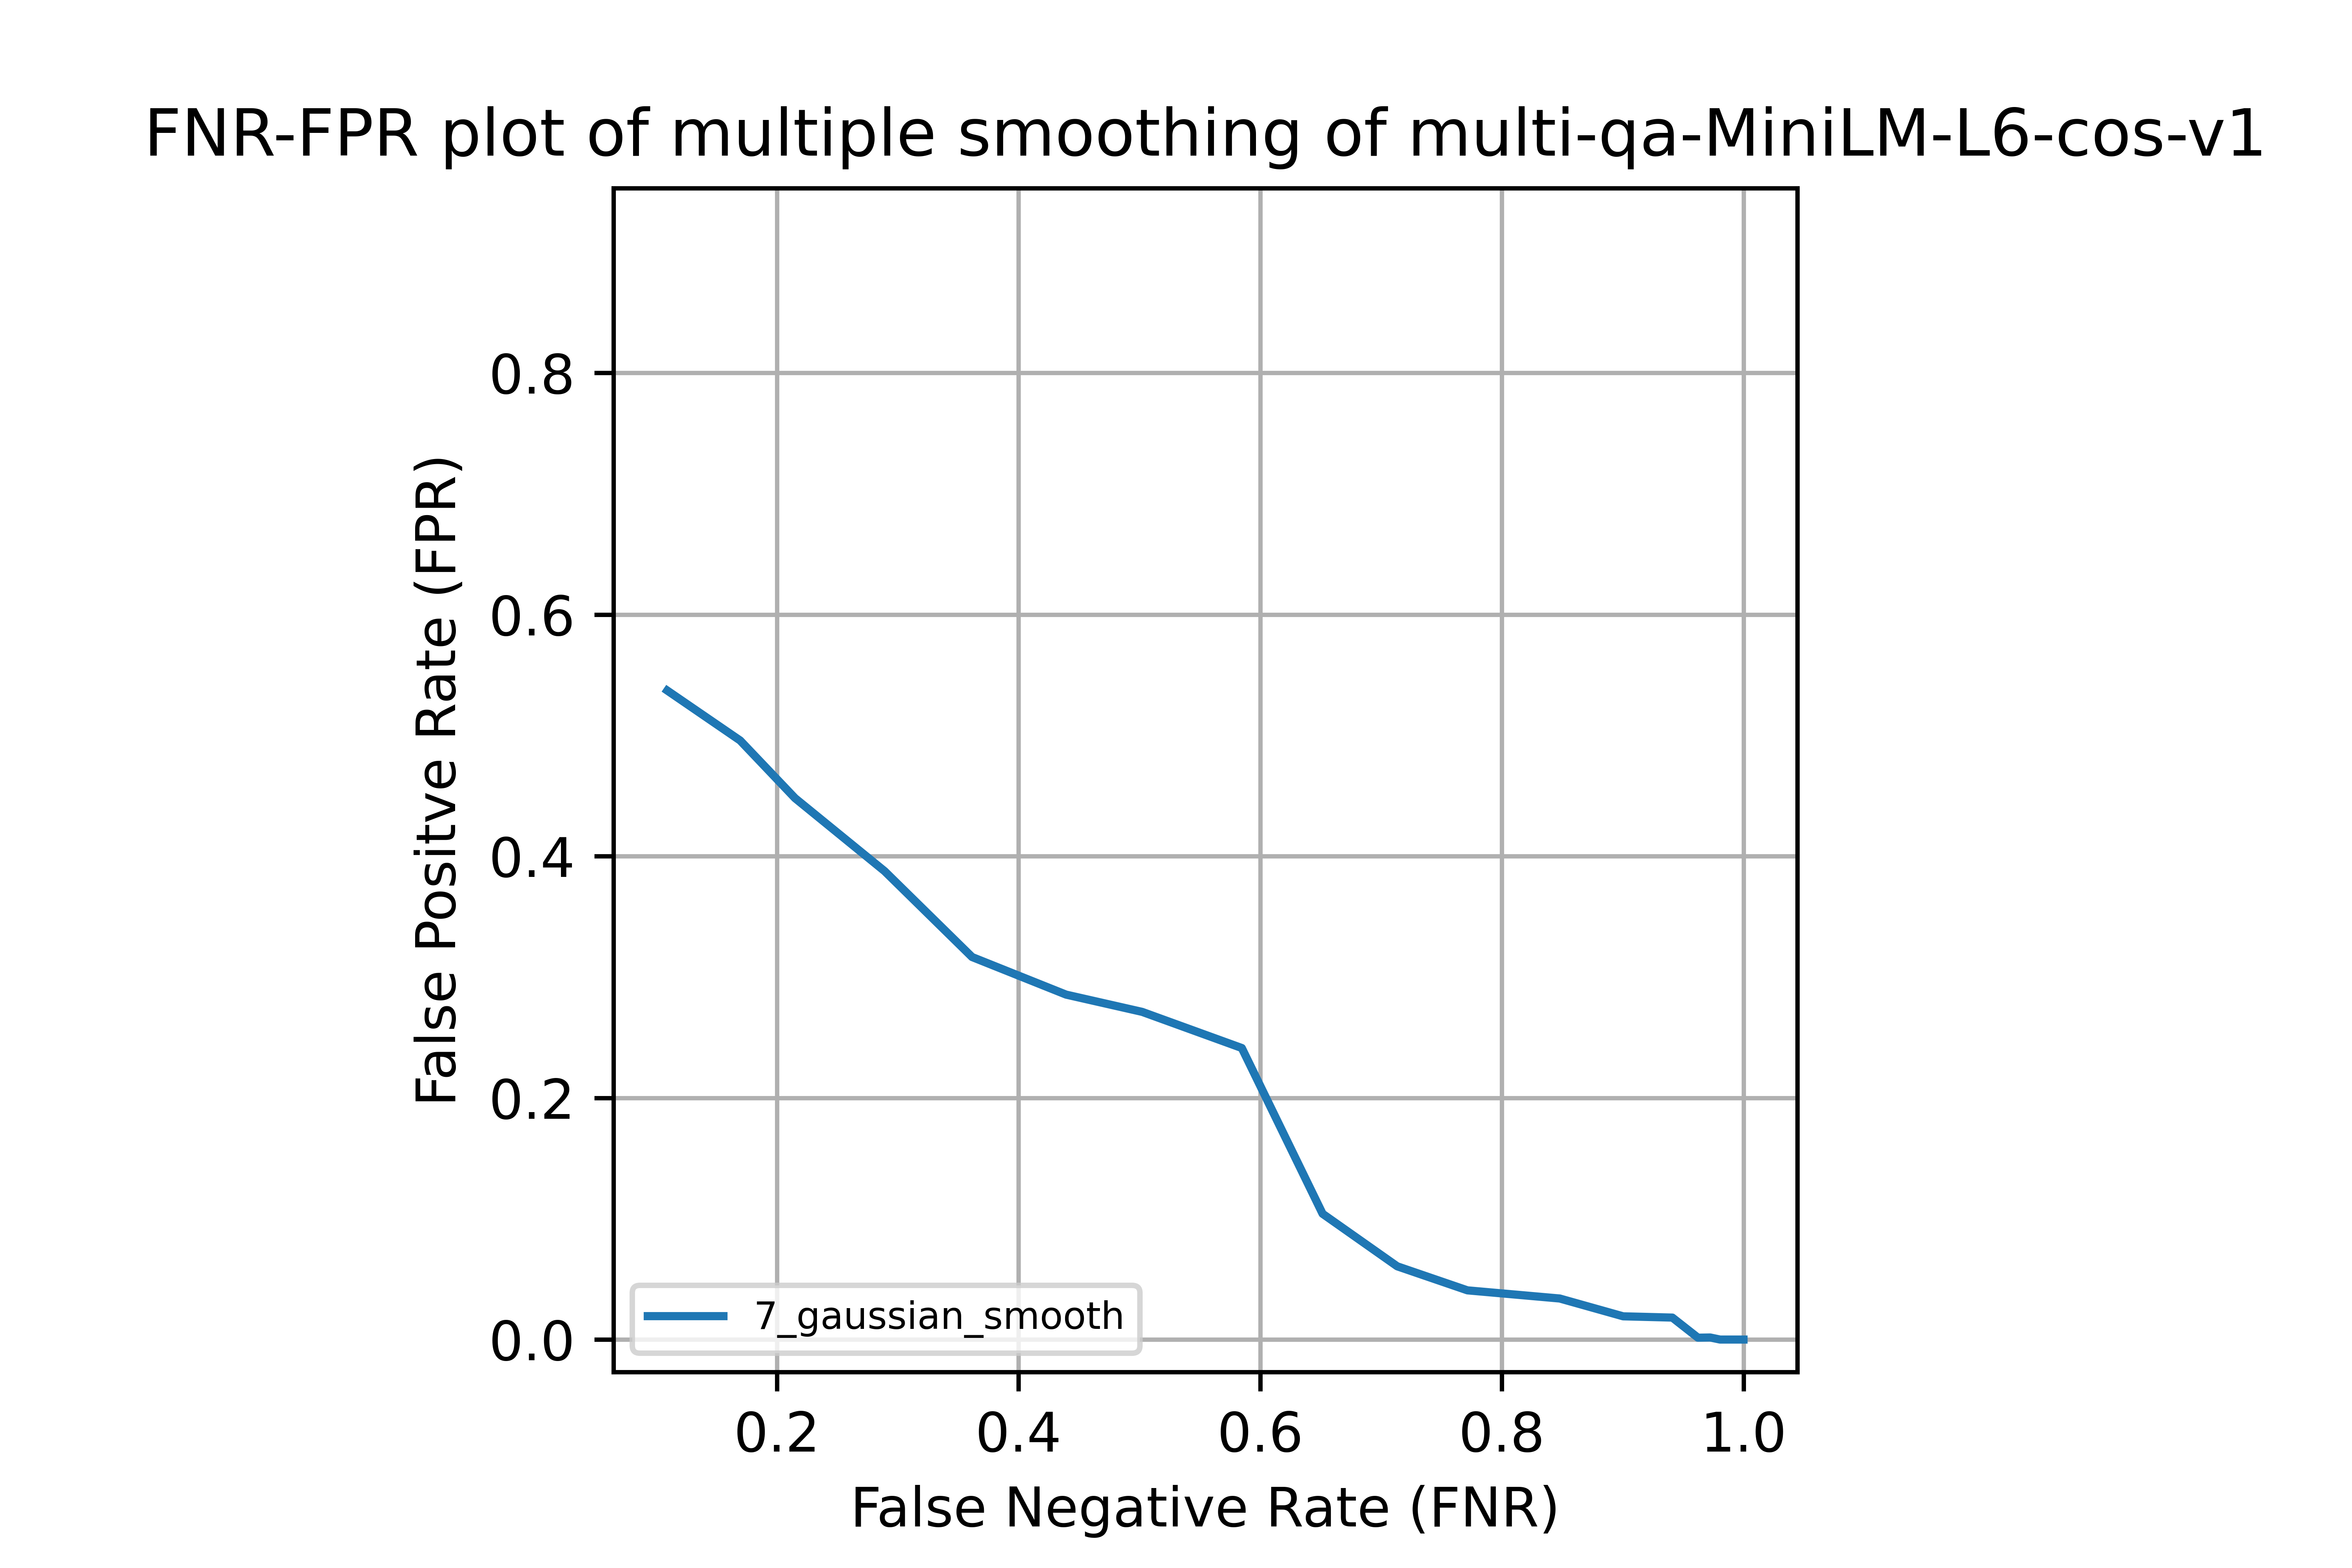 FNR-FPR plot of multiple smoothing of multi-qa-MiniLM-L6-cos-v1
False Positve Rate (FPR)
0.8
0.6
0.4
0.2
0.0
7_gaussian_smooth
0.2 0.4 0.6 0.8 1.0
False Negative Rate (FNR)